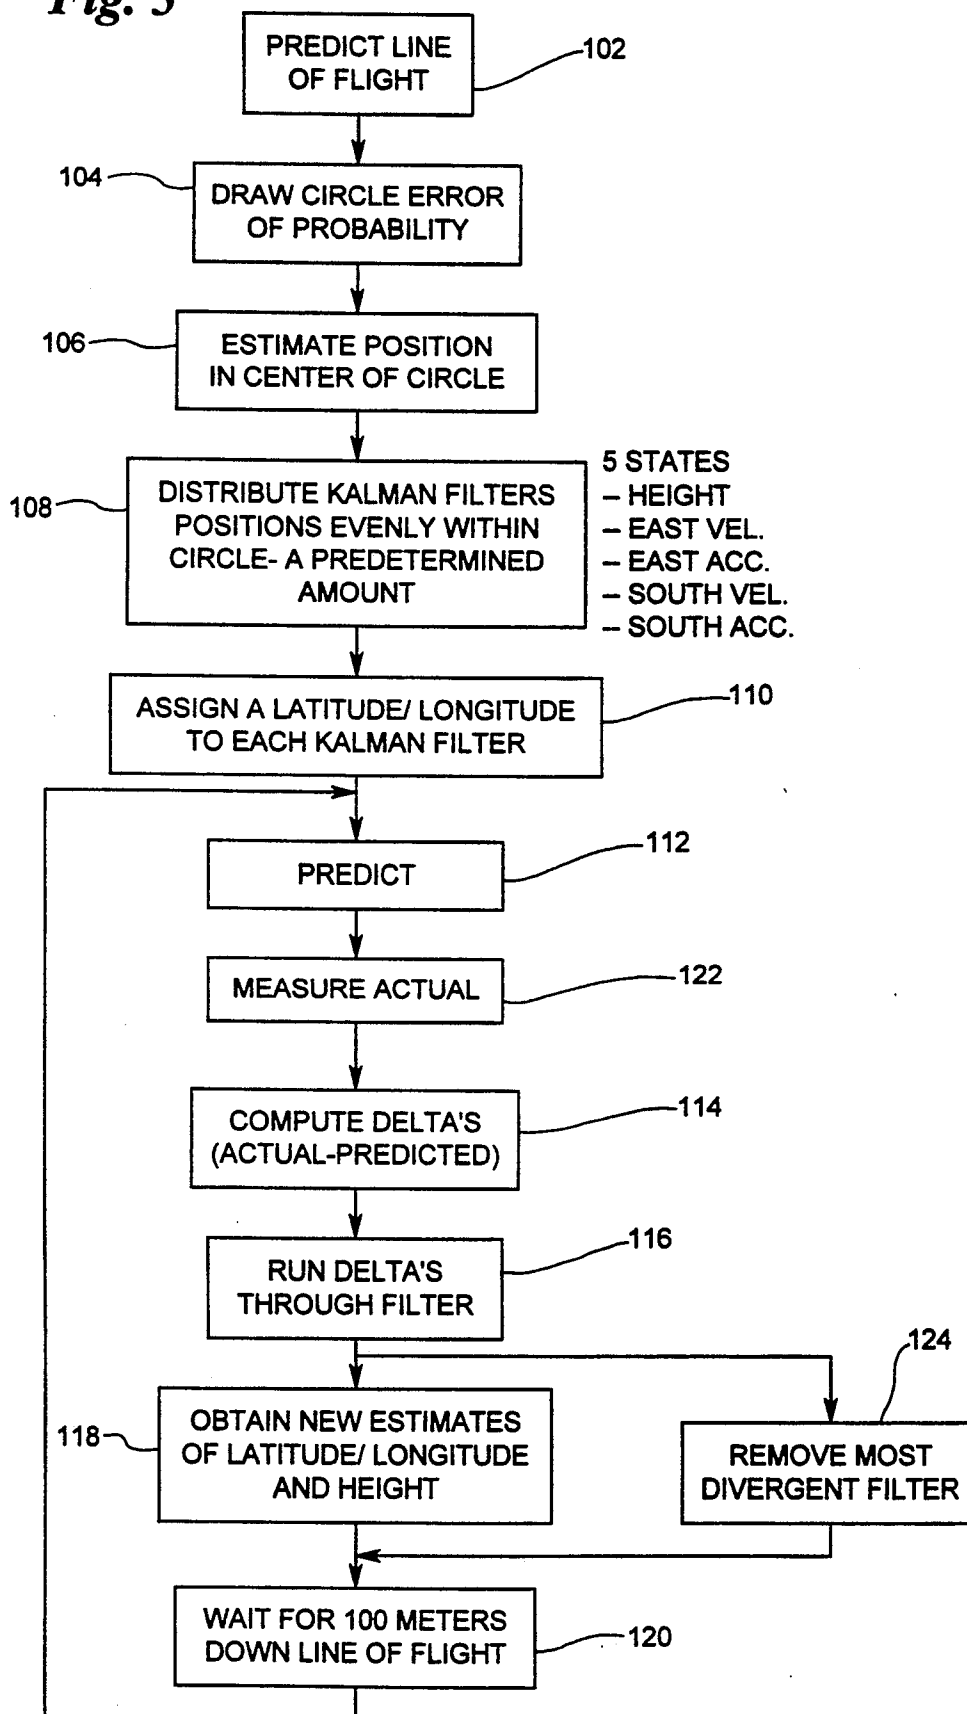 Fig. 5
PREDICT LINE
OF FLIGHT
102
104
DRAW CIRCLE ERROR
OF PROBABILITY
106
ESTIMATE POSITION
IN CENTER OF CIRCLE
108
DISTRIBUTE KALMAN FILTERS
POSITIONS EVENLY WITHIN
CIRCLE- A PREDETERMINED
AMOUNT
5 STATES
– HEIGHT
– EAST VEL.
– EAST ACC.
– SOUTH VEL.
– SOUTH ACC.
ASSIGN A LATITUDE/ LONGITUDE
TO EACH KALMAN FILTER
110
PREDICT
112
MEASURE ACTUAL
122
COMPUTE DELTA'S
(ACTUAL-PREDICTED)
114
RUN DELTA'S
THROUGH FILTER
116
118
OBTAIN NEW ESTIMATES
OF LATITUDE/ LONGITUDE
AND HEIGHT
124
REMOVE MOST
DIVERGENT FILTER
WAIT FOR 100 METERS
DOWN LINE OF FLIGHT
120